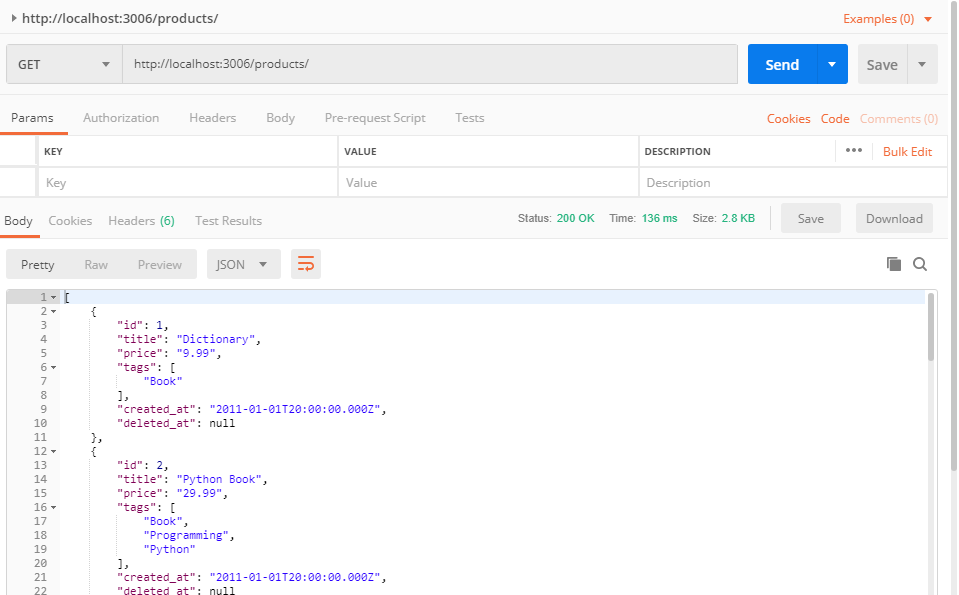 http://localhost:3006/products/ Examples (0)
GET http://localhost:3006/products/ Send Save
Params Authorization Headers Body Pre-request Script Tests Cookies Code Comments (0)
KEY VALUE DESCRIPTION ••• Bulk Edit
Key Value Description
Body Cookies Headers (6) Test Results Status: 200 OK Time: 136 ms Size: 2.8 KB Save Download
Pretty Raw Preview JSON
1 [
2 {
3 "id": 1,
4 "title": "Dictionary",
5 "price": "9.99",
6 "tags": [
7 "Book"
8 ],
9 "created_at": "2011-01-01T20:00:00.000Z",
10 "deleted_at": null
11 },
12 {
13 "id": 2,
14 "title": "Python Book",
15 "price": "29.99",
16 "tags": [
17 "Book",
18 "Programming",
19 "Python"
20 ],
21 "created_at": "2011-01-01T20:00:00.000Z",
22 "deleted_at": null